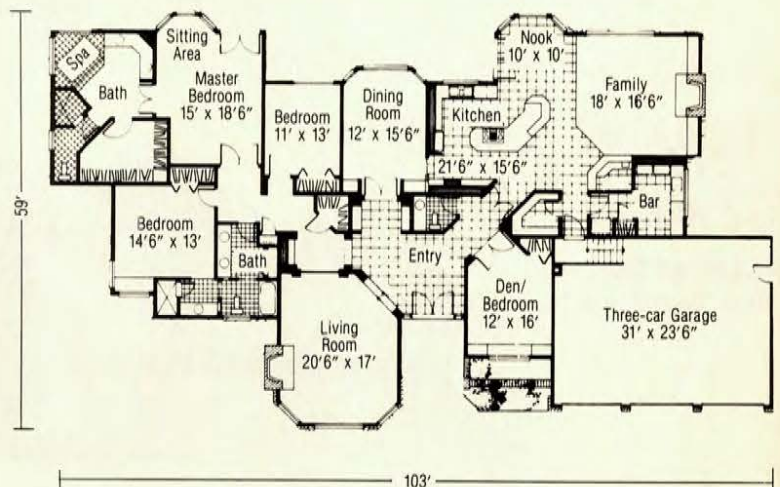 Spa
Bath
Sitting
Area
Master
Bedroom
15' x 18'6"
Bedroom
11' x 13'
Dining
Room
12' x 15'6"
Nook
10' x 10'
Kitchen
21'6" x 15'6"
Family
18' x 16'6"
Bar
Bedroom
14'6" x 13'
Bath
Entry
Living
Room
20'6" x 17'
Den/
Bedroom
12' x 16'
Three-car Garage
31' x 23'6"
59'
103'